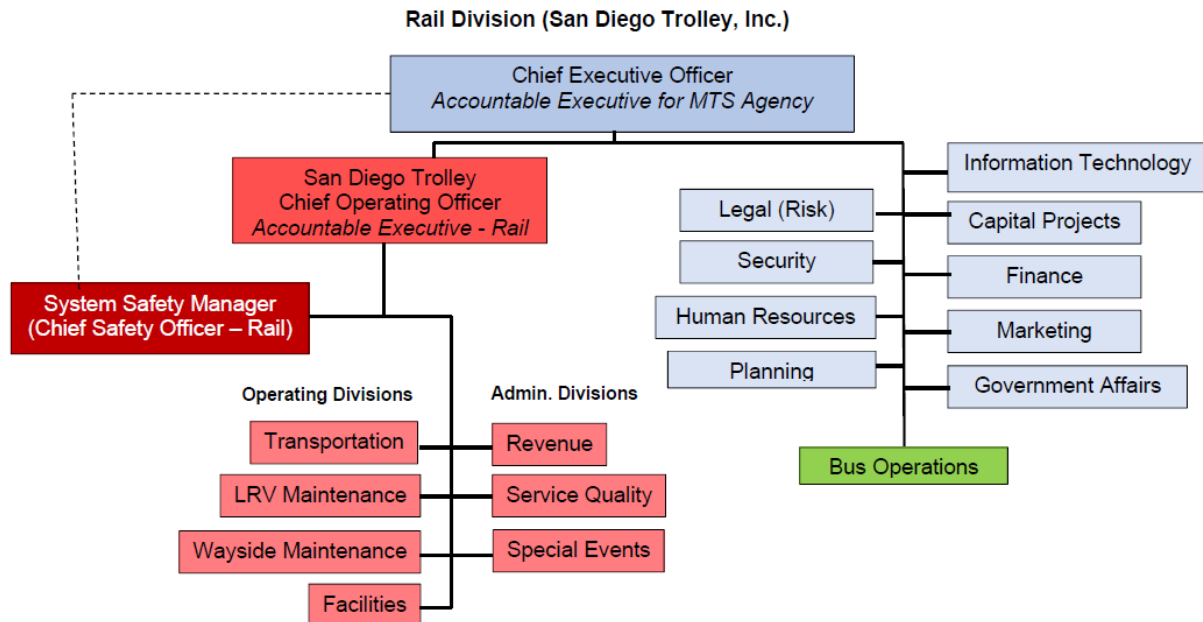 Rail Division (San Diego Trolley, Inc.)
Chief Executive Officer
Accountable Executive for MTS Agency
San Diego Trolley
Chief Operating Officer
Accountable Executive - Rail
System Safety Manager
(Chief Safety Officer – Rail)
Operating Divisions
Transportation
LRV Maintenance
Wayside Maintenance
Facilities
Admin. Divisions
Revenue
Service Quality
Special Events
Legal (Risk)
Security
Human Resources
Planning
Information Technology
Capital Projects
Finance
Marketing
Government Affairs
Bus Operations